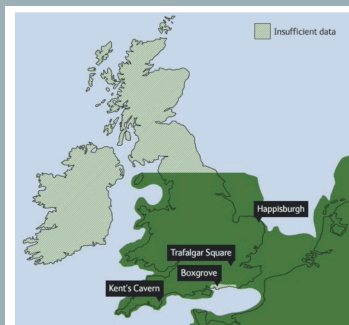 Insufficient data
Happisburgh
Trafalgar Square
Boxgrove
Kent's Cavern